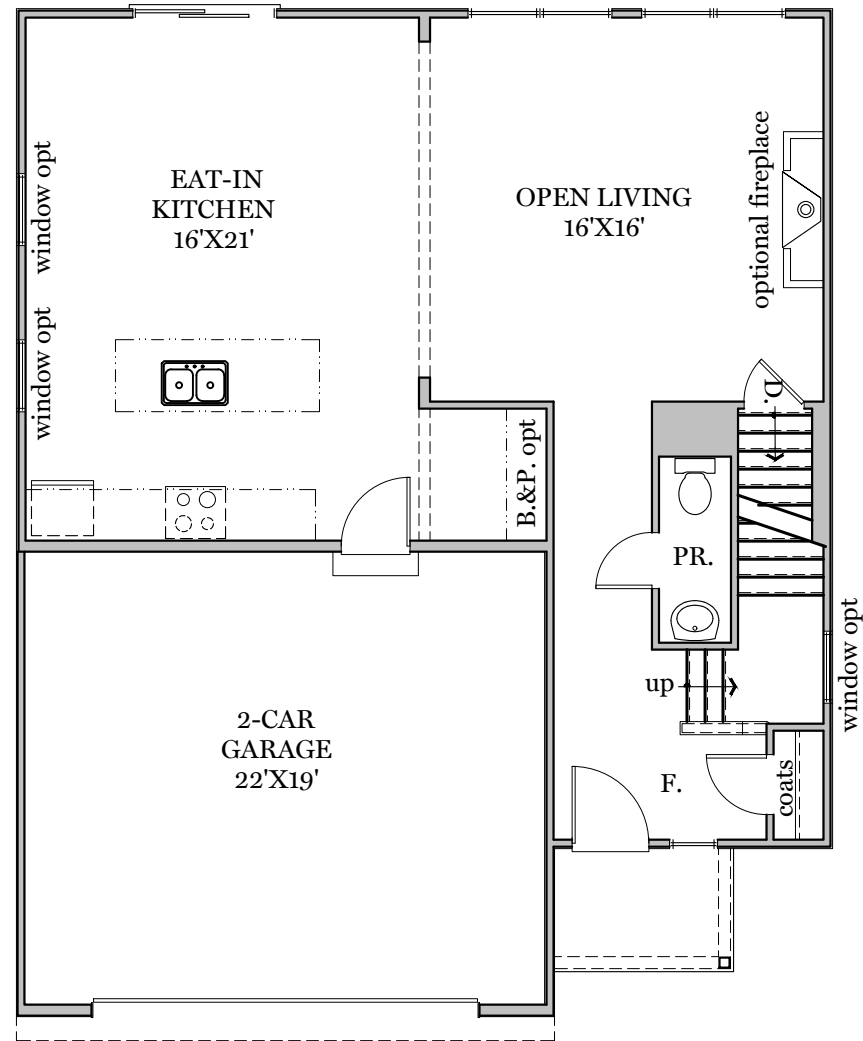 EAT-IN
KITCHEN
16'X21'
OPEN LIVING
16'X16'
optional fireplace
window opt
window opt
D.
B.&P. opt
PR.
up
window opt
2-CAR
GARAGE
22'X19'
F.
coats